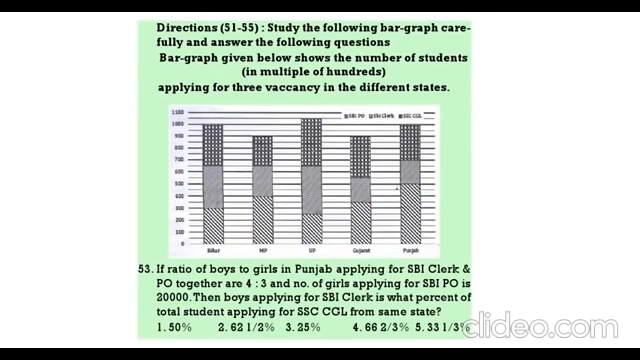 Directions (51-55) : Study the following bar-graph care-
fully and answer the following questions
Bar-graph given below shows the number of students
(in multiple of hundreds)
applying for three vaccancy in the different states.
1100
SBI PO SBI Clerk SSC CGL
1000
900
800
700
600
500
400
300
200
100
0
Bihar MP UP Gujarat Punjab
53. If ratio of boys to girls in Punjab applying for SBI Clerk &
PO together are 4 : 3 and no. of girls applying for SBI PO is
20000. Then boys applying for SBI Clerk is what percent of
total student applying for SSC CGL from same state?
1. 50% 2. 62 1/2% 3. 25% 4. 66 2/3% 5. 33 1/3%
clideo.com